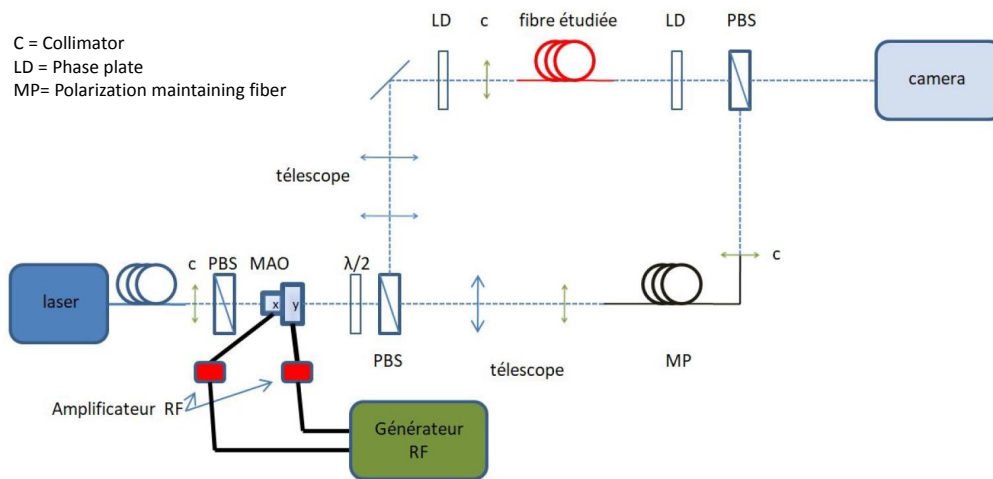 C = Collimator
LD = Phase plate
MP= Polarization maintaining fiber
LD
c
fibre étudiée
LD
PBS
camera
télescope
c
PBS
MAO
λ/2
laser
x
y
c
PBS
télescope
MP
Amplificateur RF
Générateur
RF